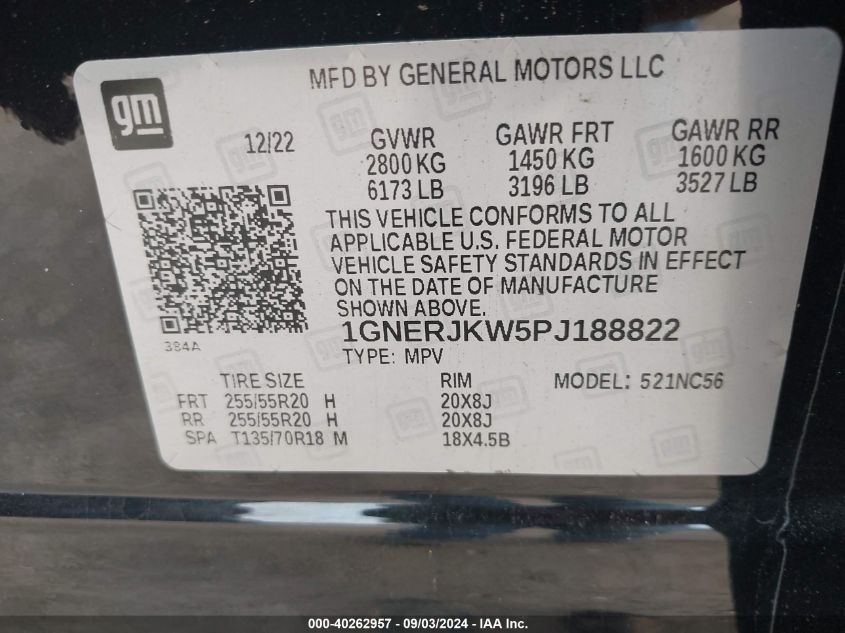 gm
MFD BY GENERAL MOTORS LLC
12/22
GVWR GAWR FRT GAWR RR
2800 KG 1450 KG 1600 KG
6173 LB 3196 LB 3527 LB
THIS VEHICLE CONFORMS TO ALL
APPLICABLE U.S. FEDERAL MOTOR
VEHICLE SAFETY STANDARDS IN EFFECT
ON THE DATE OF MANUFACTURE
SHOWN ABOVE.
384A
1GNERJKW5PJ188822
TYPE: MPV
TIRE SIZE RIM MODEL: 521NC56
FRT 255/55R20 H 20X8J
RR 255/55R20 H 20X8J
SPA T135/70R18 M 18X4.5B
000-40262957 - 09/03/2024 - IAA Inc.